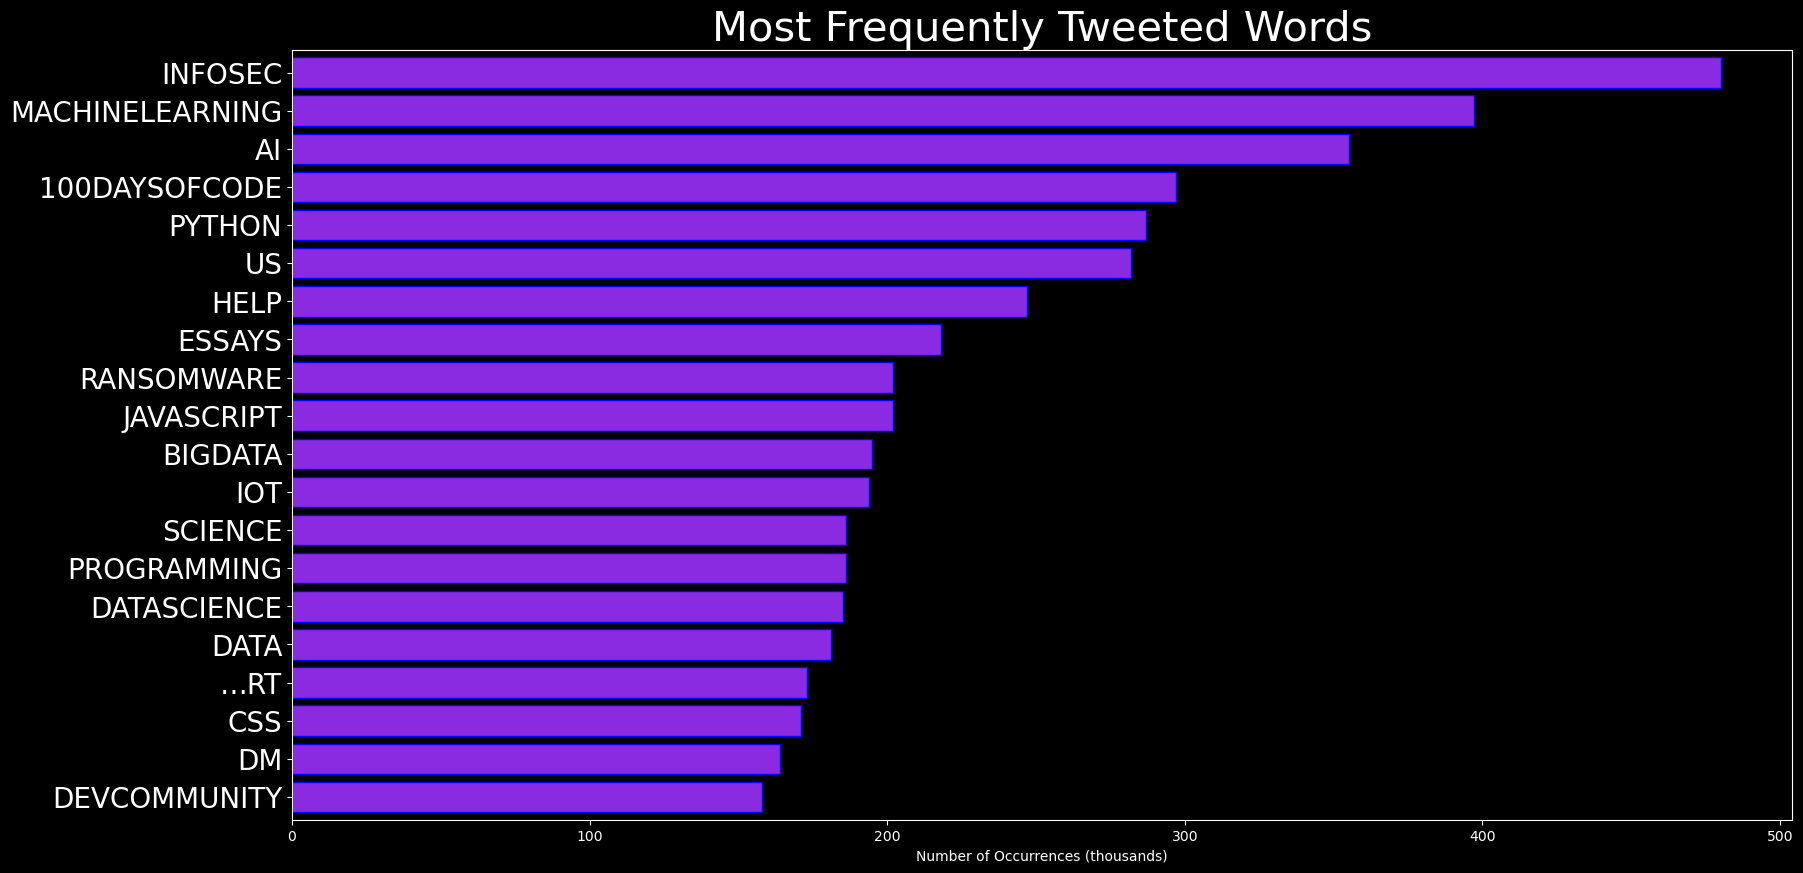 Most Frequently Tweeted Words
INFOSEC
MACHINELEARNING
AI
100DAYSOFCODE
PYTHON
US
HELP
ESSAYS
RANSOMWARE
JAVASCRIPT
BIGDATA
IOT
SCIENCE
PROGRAMMING
DATASCIENCE
DATA
…RT
CSS
DM
DEVCOMMUNITY
0 100 200 300 400 500
Number of Occurrences (thousands)